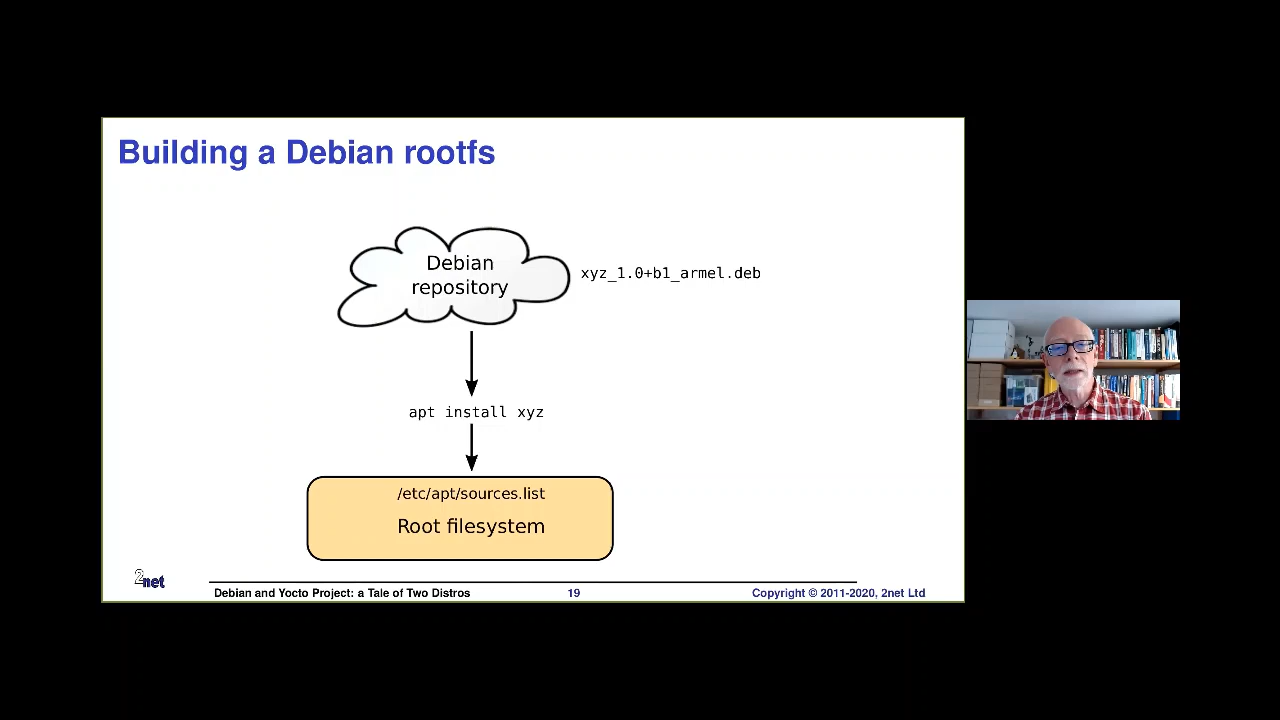 Building a Debian rootfs
Debian
repository
xyz_1.0+b1_armel.deb
apt install xyz
/etc/apt/sources.list
Root filesystem
2net
Debian and Yocto Project: a Tale of Two Distros
19
Copyright © 2011-2020, 2net Ltd